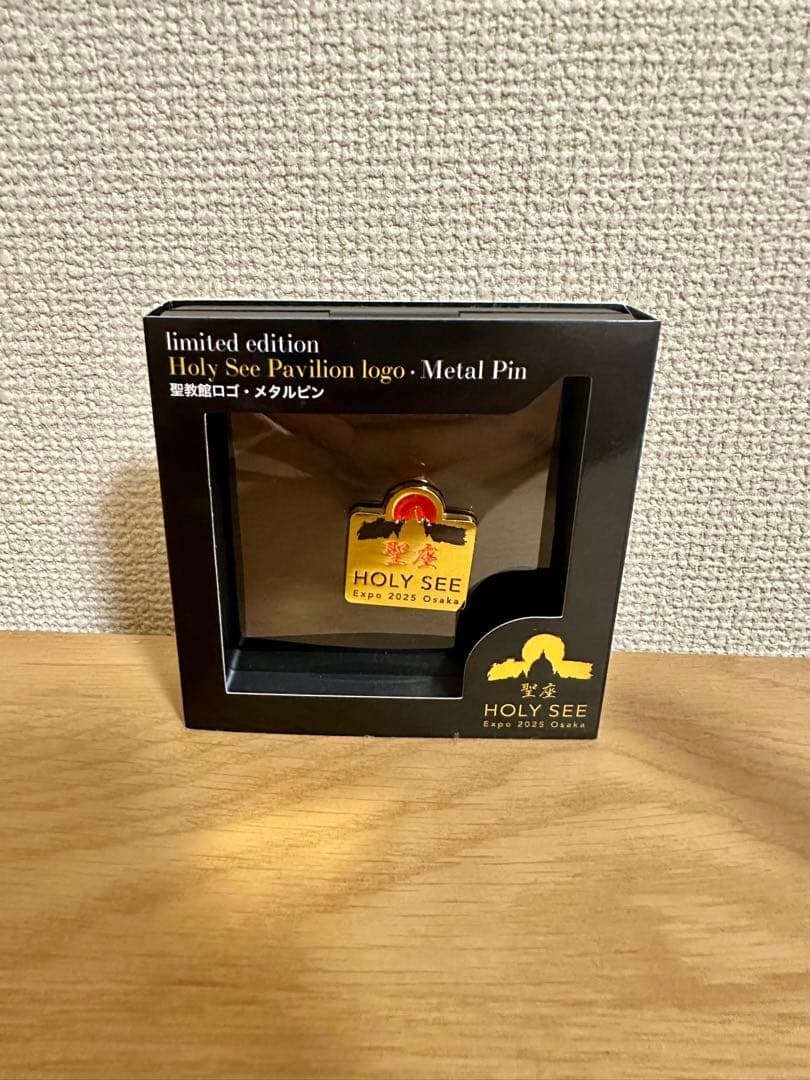 limited edition
Holy See Pavilion logo · Metal Pin
聖教館ロゴ・メタルピン
聖座
HOLY SEE
Expo 2025 Osaka
聖座
HOLY SEE
Expo 2025 Osaka